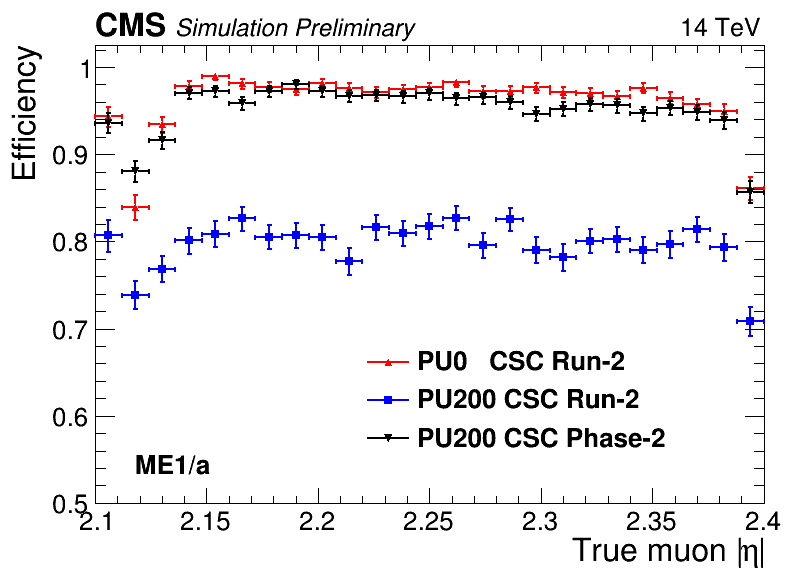 CMS Simulation Preliminary 14 TeV
Efficiency
1
0.9
0.8
0.7
0.6
0.5
PU0 CSC Run-2
PU200 CSC Run-2
PU200 CSC Phase-2
ME1/a
2.1 2.15 2.2 2.25 2.3 2.35 2.4
True muon |η|